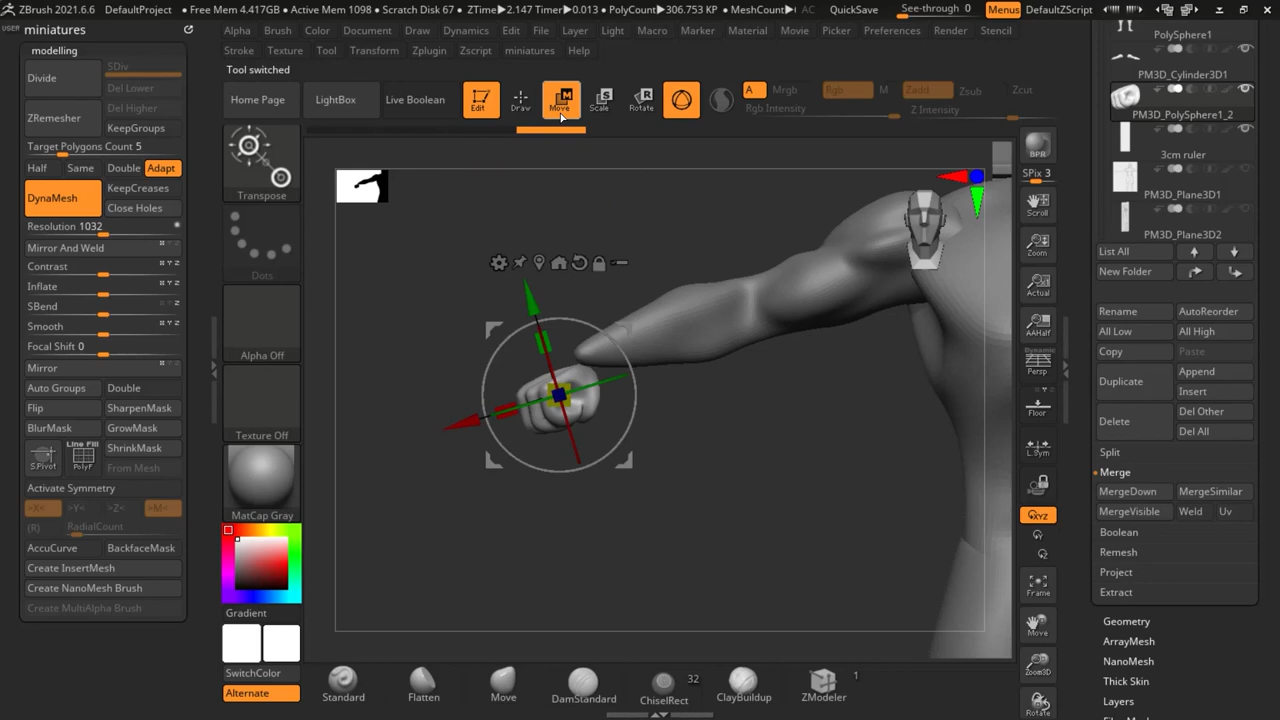 ZBrush 2021.6.6 DefaultProject • Free Mem 4.417GB • Active Mem 1098 • Scratch Disk 67 • ZTime▶2.147 Timer▶0.013 • PolyCount▶306.753 KP • MeshCount▶ AC QuickSave See-through 0 Menus DefaultZScript
USER miniatures
Alpha Brush Color Document Draw Dynamics Edit File Layer Light Macro Marker Material Movie Picker Preferences Render Stencil
Stroke Texture Tool Transform Zplugin Zscript miniatures Help
Tool switched
modelling
Divide
SDiv
Del Lower
Del Higher
ZRemesher
KeepGroups
Target Polygons Count 5
Half Same Double Adapt
DynaMesh
KeepCreases
Close Holes
Resolution 1032
Mirror And Weld
Contrast
Inflate
SBend
Smooth
Focal Shift 0
Mirror
Auto Groups Double
Flip SharpenMask
BlurMask GrowMask
S.Pivot
Line Fill
PolyF
ShrinkMask
From Mesh
Activate Symmetry
>X< >Y< >Z< >M<
(R) RadialCount
AccuCurve BackfaceMask
Create InsertMesh
Create NanoMesh Brush
Create MultiAlpha Brush
Home Page LightBox Live Boolean Edit Draw Move Scale Rotate
A Mrgb Rgb M Zadd Zsub Zcut
Rgb Intensity Z Intensity
Transpose
Dots
Alpha Off
Texture Off
MatCap Gray
Gradient
SwitchColor
Alternate
Standard Flatten Move DamStandard ChiselRect 32 ClayBuildup ZModeler 1
BPR
SPix 3
Scroll
Zoom
Actual
AAHalf
Dynamic
Persp
Floor
L.Sym
XYZ
Y
Z
Frame
Move
Zoom3D
Rotate
PolySphere1
PM3D_Cylinder3D1
PM3D_PolySphere1_2
3cm ruler
PM3D_Plane3D1
PM3D_Plane3D2
List All
New Folder
Rename AutoReorder
All Low All High
Copy Paste
Duplicate
Append
Insert
Delete
Del Other
Del All
Split
Merge
MergeDown MergeSimilar
MergeVisible Weld Uv
Boolean
Remesh
Project
Extract
Geometry
ArrayMesh
NanoMesh
Thick Skin
Layers